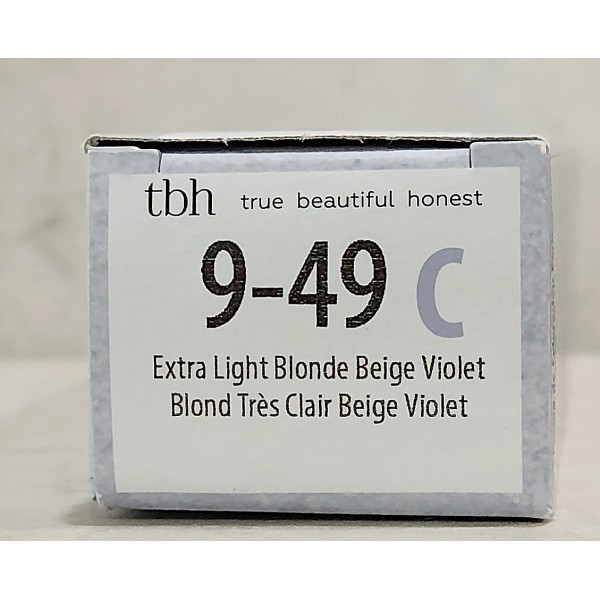 tbh true beautiful honest
9-49 C
Extra Light Blonde Beige Violet
Blond Très Clair Beige Violet